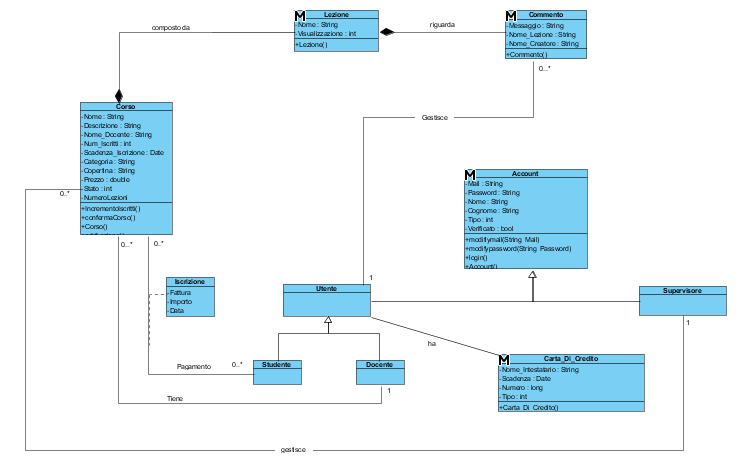 Lezione
-Nome : String
-Visualizzazione : int
+Lezione()
composto da
riguarda
Commento
-Messaggio : String
-Nome_Lezione : String
-Nome_Creatore : String
+Commento()
0..*
Gestisce
1
Corso
-Nome : String
-Descrizione : String
-Nome_Docente : String
-Num_Iscritti : int
-Scadenza_Iscrizione : Date
-Categoria : String
-Copertina : String
-Prezzo : double
-Stato : int
-NumeroLezioni
+IncrementoIscritti()
+confermaCorso()
+Corso()
0..*
0..*
0..*
Account
-Mail : String
-Password : String
-Nome : String
-Cognome : String
-Tipo : int
-Verificato : bool
+modifymail(String Mail)
+modifypassword(String Password)
+login()
+Account()
Iscrizione
-Fattura
-Importo
-Data
Utente
Supervisore
1
ha
Pagamento
0..*
Studente
Docente
1
Tiene
Carta_Di_Credito
-Nome_Intestatario : String
-Scadenza : Date
-Numero : long
-Tipo : int
+Carta_Di_Credito()
gestisce